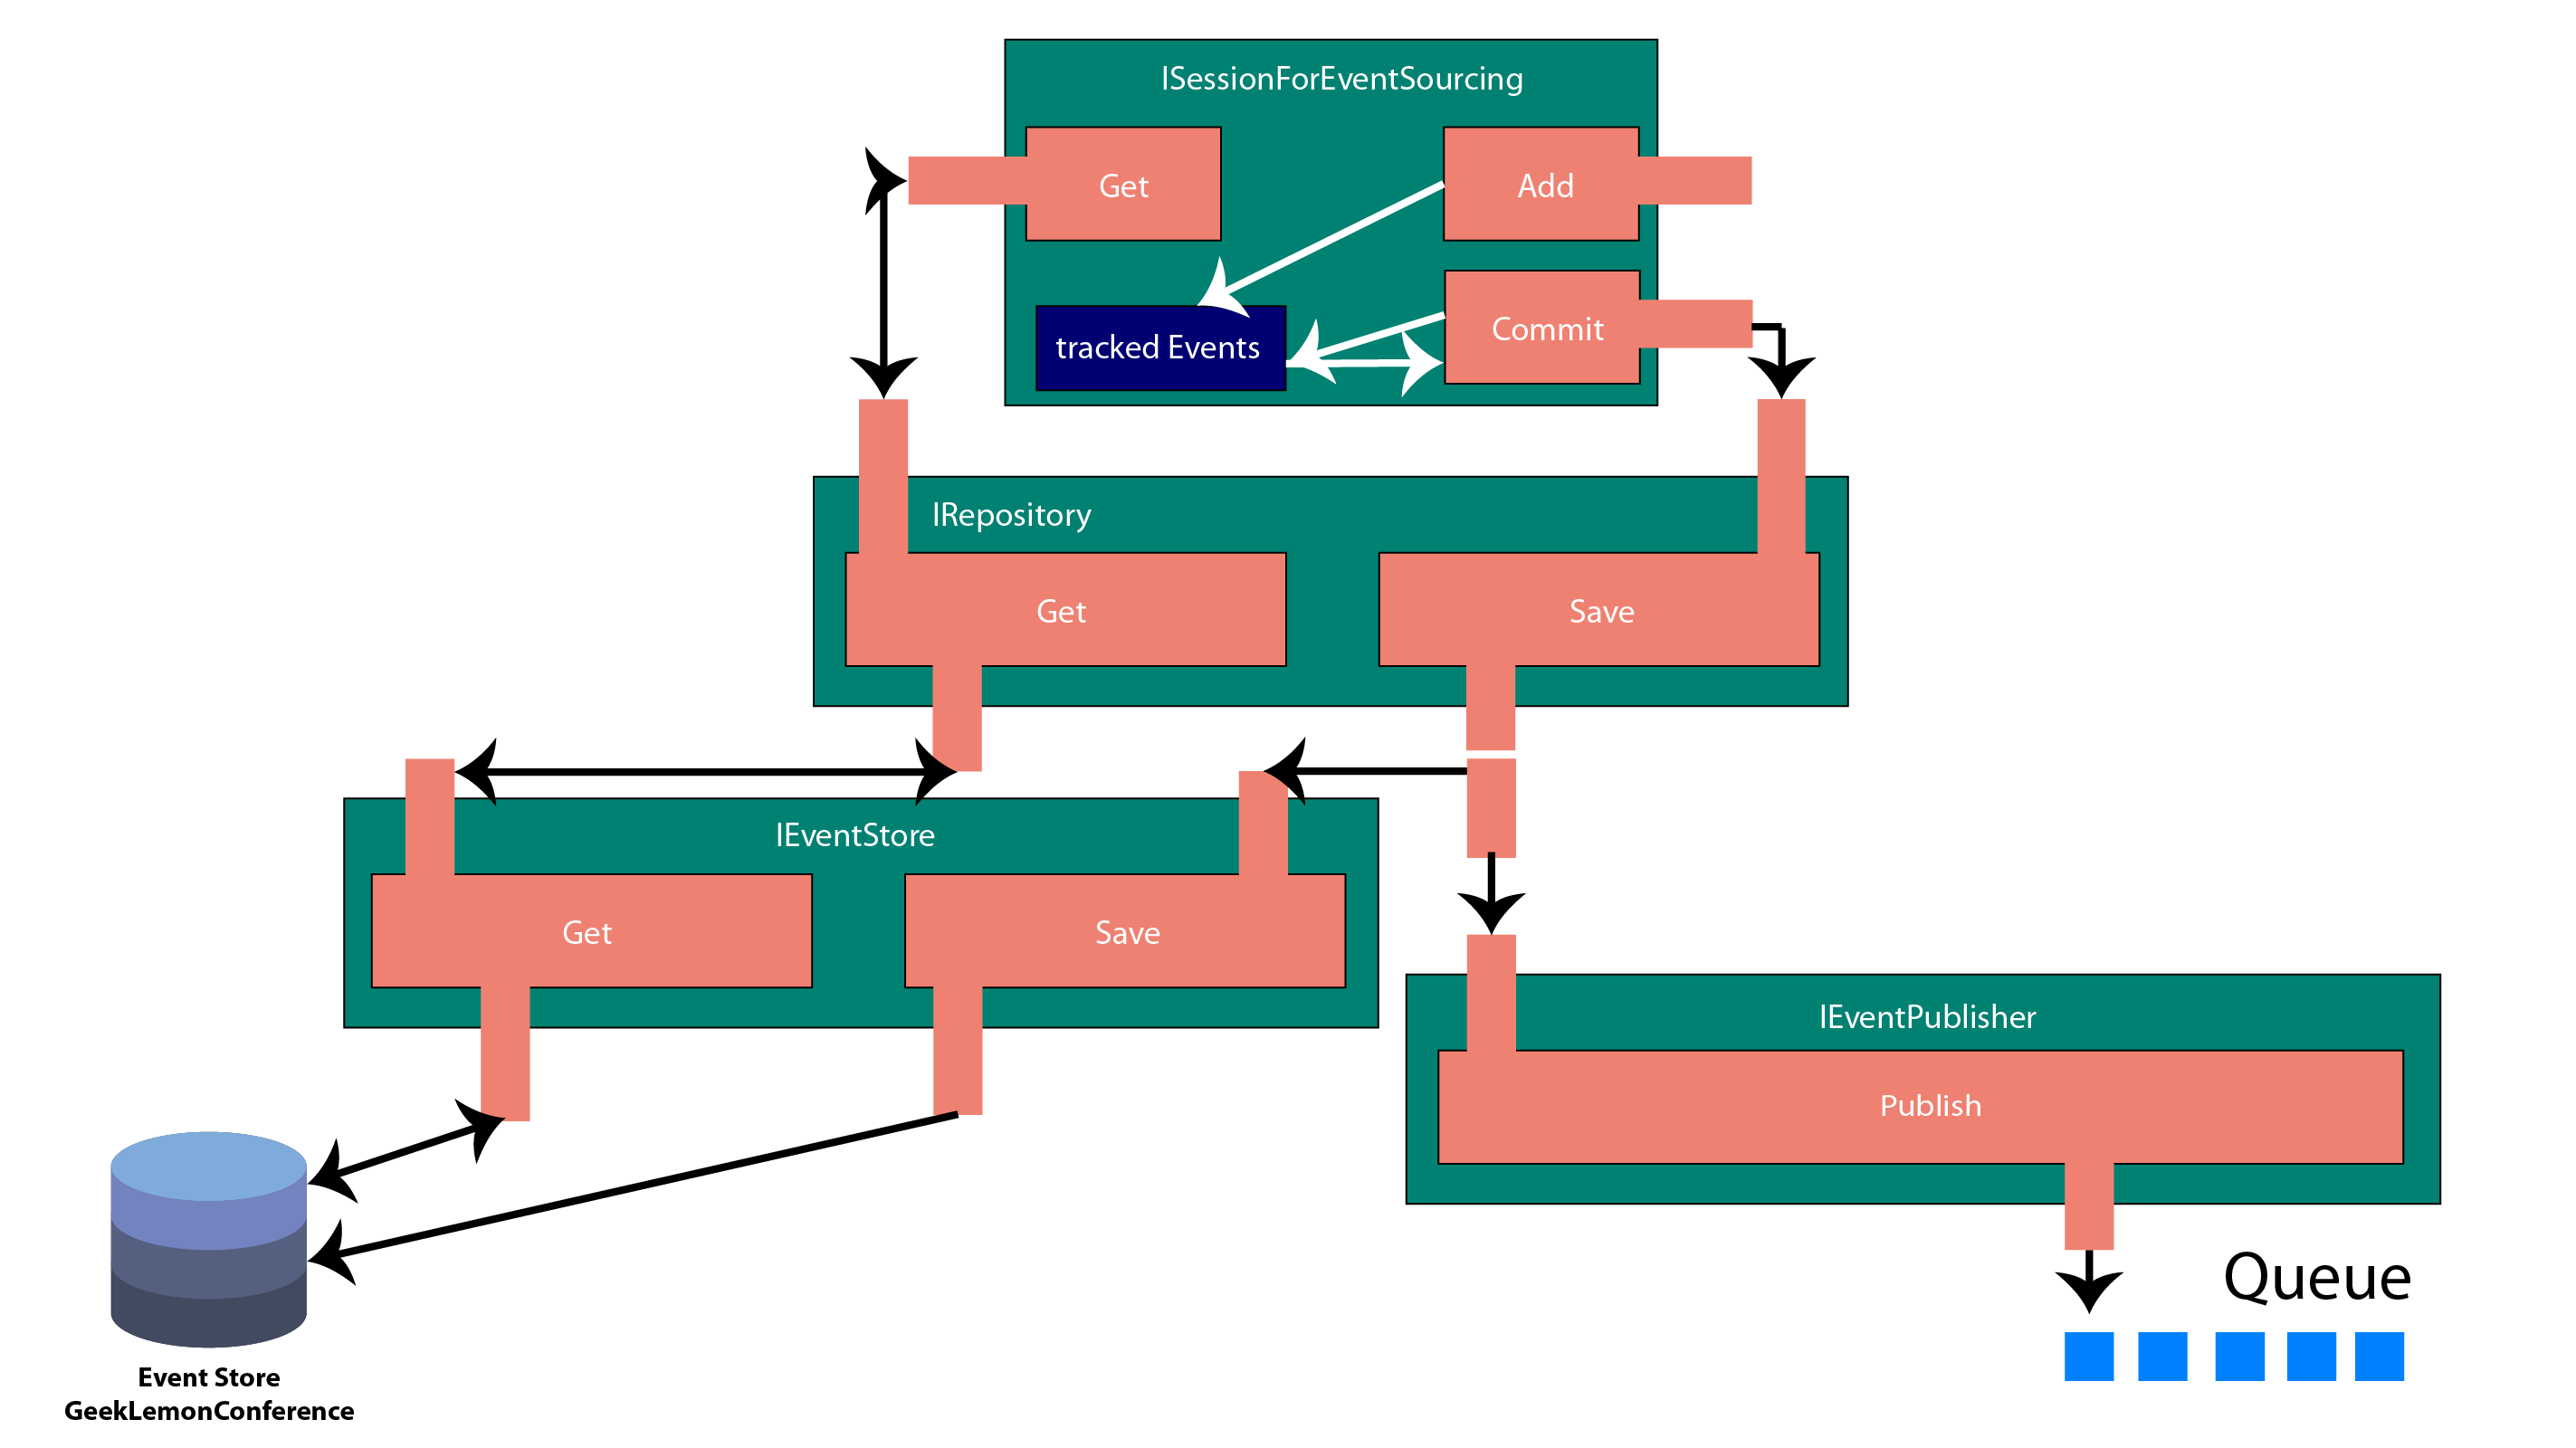 ISessionForEventSourcing
Get
Add
tracked Events
Commit
IRepository
Get
Save
IEventStore
Get
Save
IEventPublisher
Publish
Queue
Event Store
GeekLemonConference